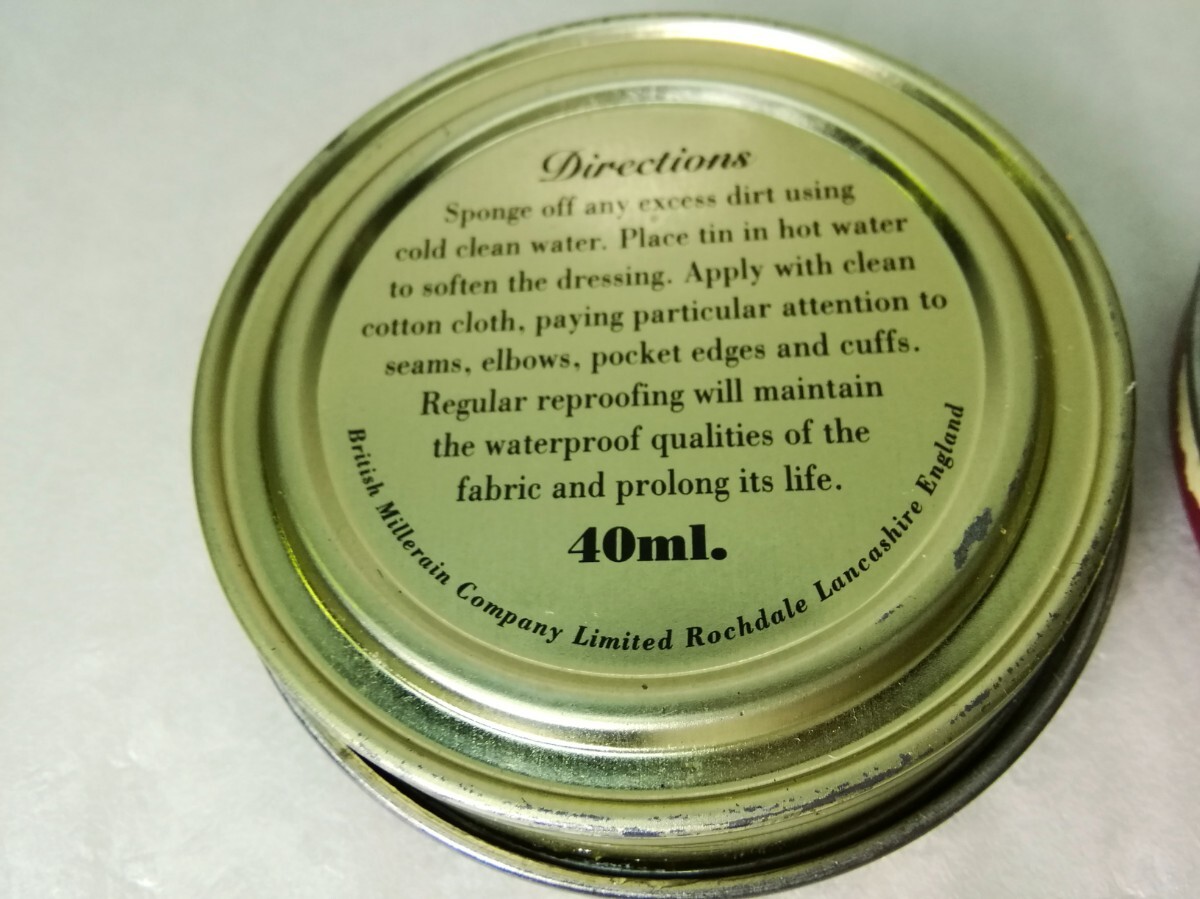 Directions
Sponge off any excess dirt using
cold clean water. Place tin in hot water
to soften the dressing. Apply with clean
cotton cloth, paying particular attention to
seams, elbows, pocket edges and cuffs.
Regular reproofing will maintain
the waterproof qualities of the
fabric and prolong its life.
40ml.
British Millerain Company Limited Rochdale Lancashire England